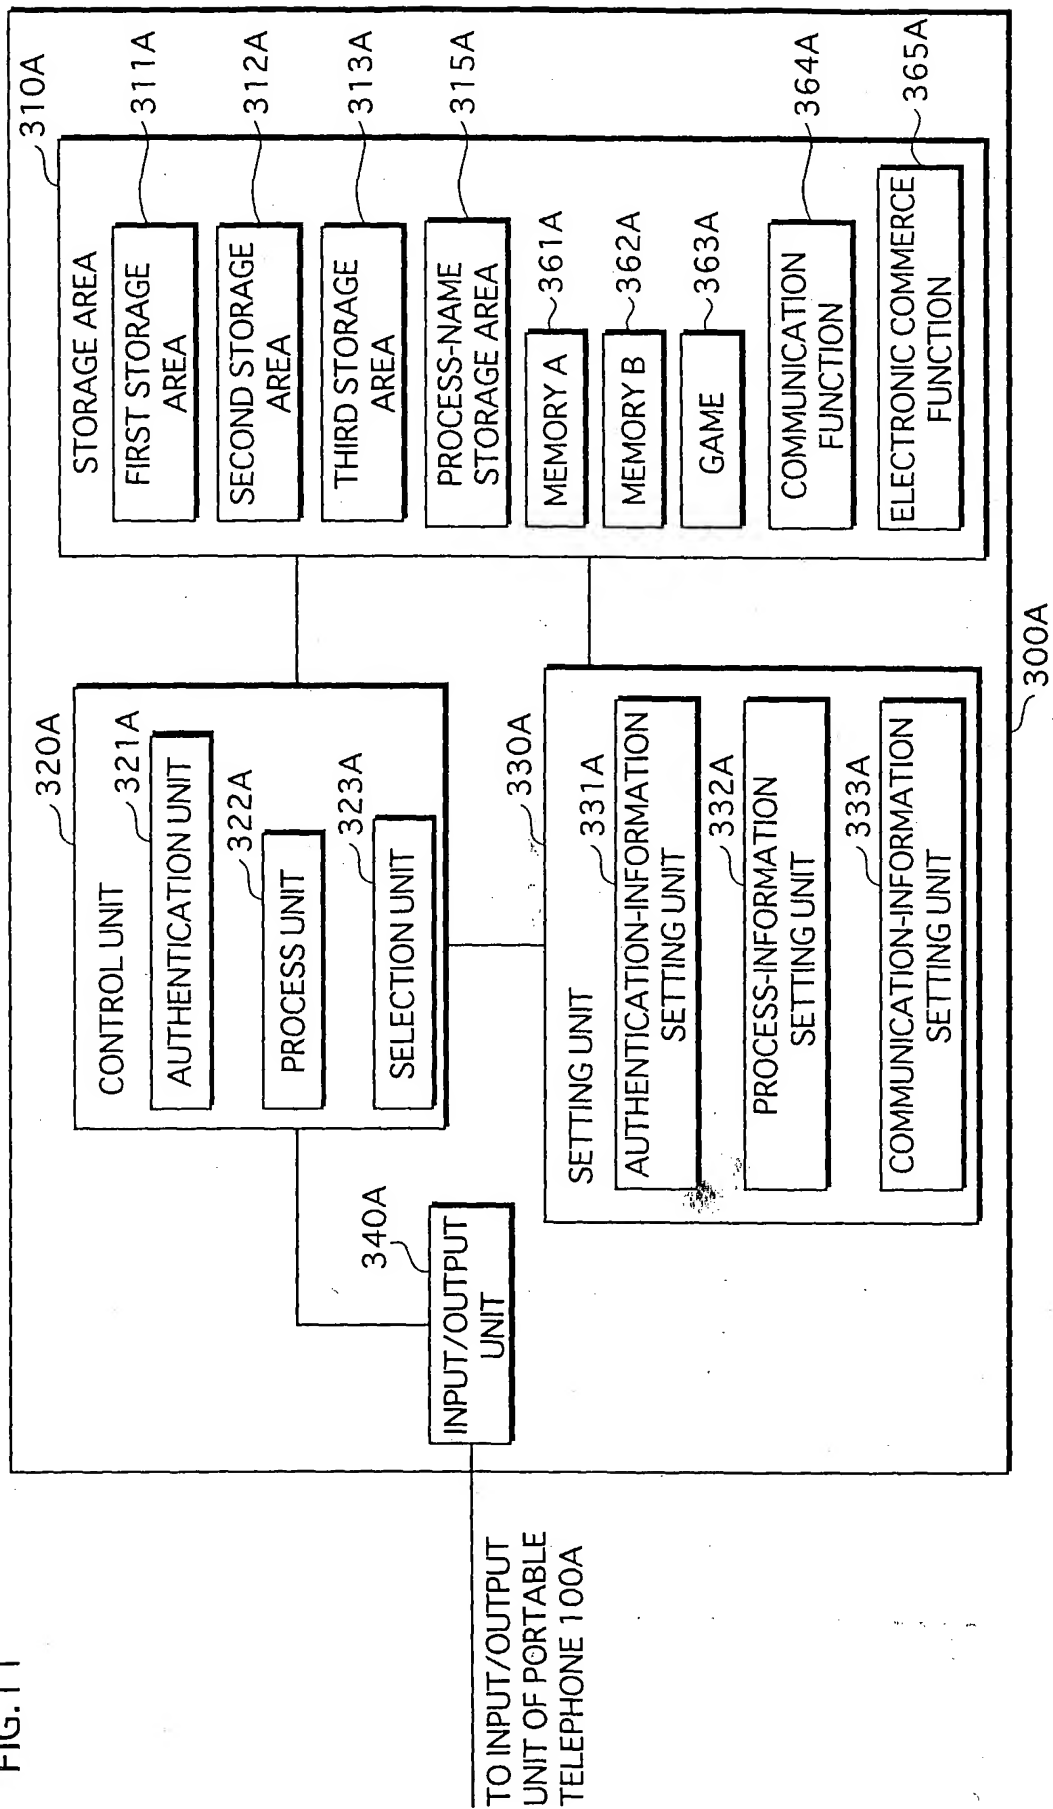 FIG.11
310A
STORAGE AREA
FIRST STORAGE
AREA
311A
SECOND STORAGE
AREA
312A
THIRD STORAGE
AREA
313A
PROCESS-NAME
STORAGE AREA
315A
MEMORY A
361A
MEMORY B
362A
GAME
363A
COMMUNICATION
FUNCTION
364A
ELECTRONIC COMMERCE
FUNCTION
365A
320A
CONTROL UNIT
321A
AUTHENTICATION UNIT
322A
PROCESS UNIT
323A
SELECTION UNIT
340A
INPUT/OUTPUT
UNIT
330A
SETTING UNIT
331A
AUTHENTICATION-INFORMATION
SETTING UNIT
332A
PROCESS-INFORMATION
SETTING UNIT
333A
COMMUNICATION-INFORMATION
SETTING UNIT
300A
TO INPUT/OUTPUT
UNIT OF PORTABLE
TELEPHONE 100A